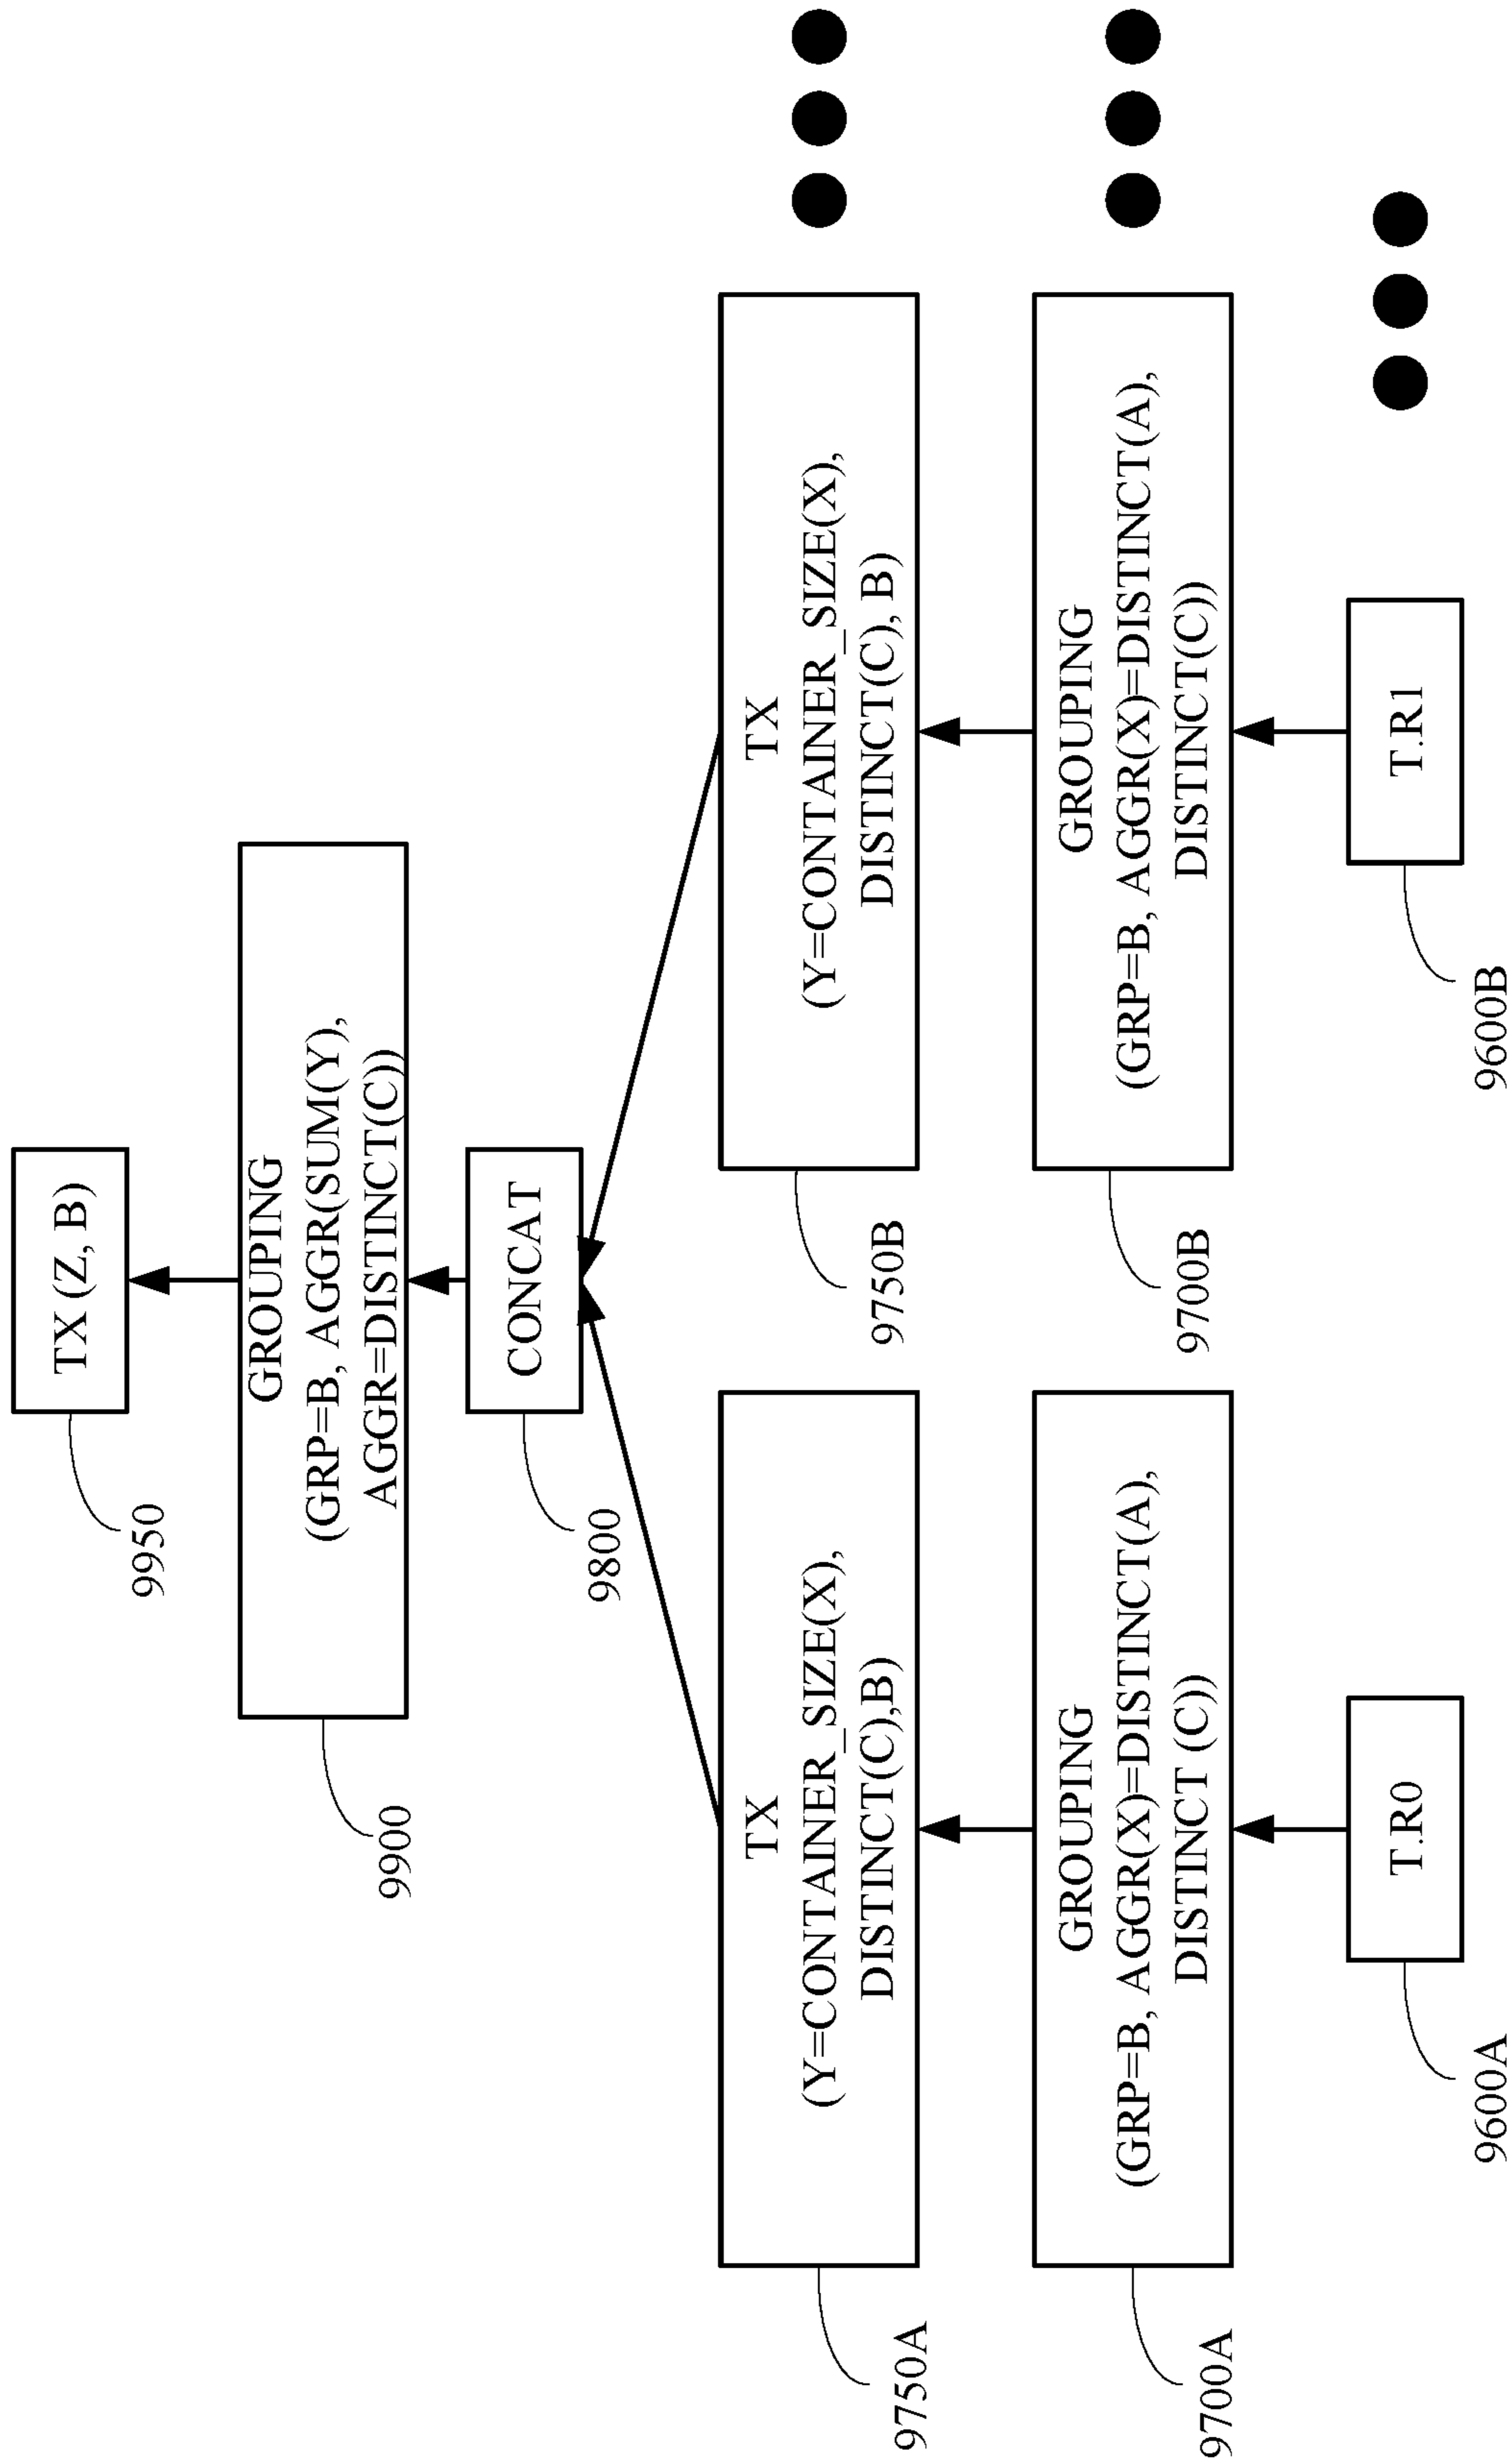 TX (Z, B)
9950
GROUPING
(GRP=B, AGGR(SUM(Y),
AGGR=DISTINCT(C))
9900
CONCAT
9800
TX
(Y=CONTAINER_SIZE(X),
DISTINCT(C),B)
9750A
TX
(Y=CONTAINER_SIZE(X),
DISTINCT(C), B)
9750B
GROUPING
(GRP=B, AGGR(X)=DISTINCT(A),
DISTINCT (C))
9700A
GROUPING
(GRP=B, AGGR(X)=DISTINCT(A),
DISTINCT(C))
9700B
T.R0
9600A
T.R1
9600B